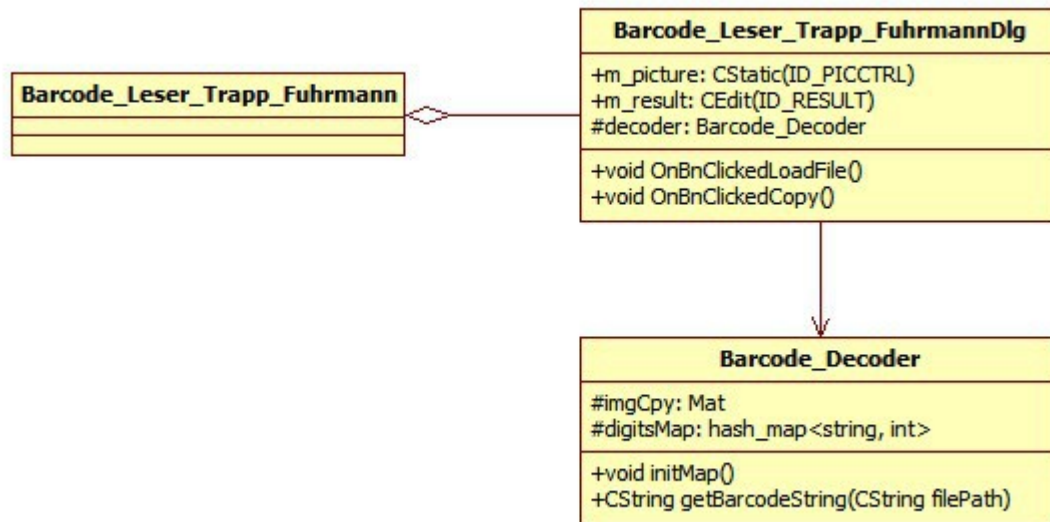 Barcode_Leser_Trapp_Fuhrmann
Barcode_Leser_Trapp_FuhrmannDlg
+m_picture: CStatic(ID_PICCTRL)
+m_result: CEdit(ID_RESULT)
#decoder: Barcode_Decoder
+void OnBnClickedLoadFile()
+void OnBnClickedCopy()
Barcode_Decoder
#imgCpy: Mat
#digitsMap: hash_map<string, int>
+void initMap()
+CString getBarcodeString(CString filePath)